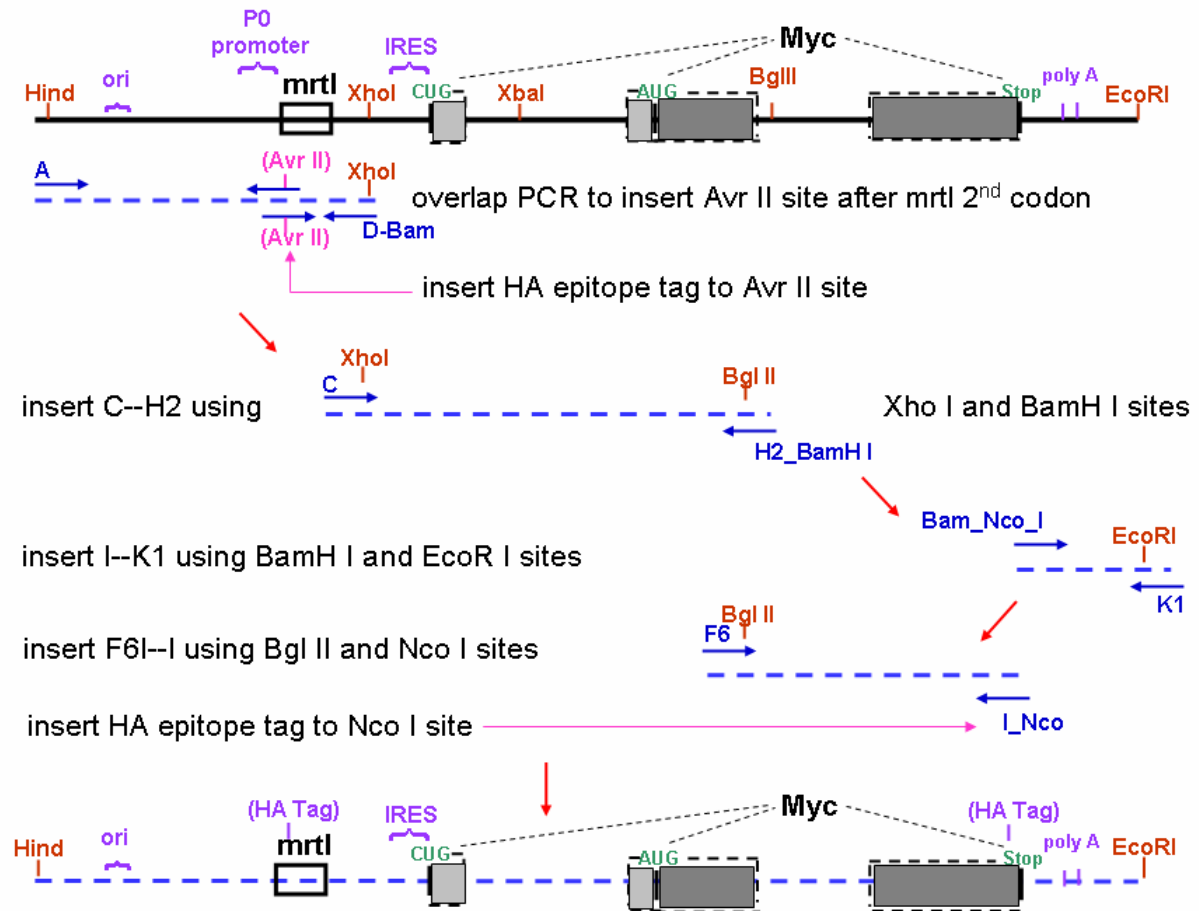 P0
promoter
IRES
Myc
ori
mrtl
CUG
AUG
BglII
Stop
poly A
Hind
XhoI
XbaI
EcoRI
A
(Avr II)
XhoI
overlap PCR to insert Avr II site after mrtl 2nd codon
(Avr II)
D-Bam
insert HA epitope tag to Avr II site
XhoI
C
Bgl II
insert C--H2 using
Xho I and BamH I sites
H2_BamH I
Bam_Nco_I
EcoRI
insert I--K1 using BamH I and EcoR I sites
K1
Bgl II
F6
insert F6I--I using Bgl II and Nco I sites
insert HA epitope tag to Nco I site
I_Nco
(HA Tag)
IRES
Myc
(HA Tag)
ori
mrtl
CUG
AUG
Stop
poly A
Hind
EcoRI